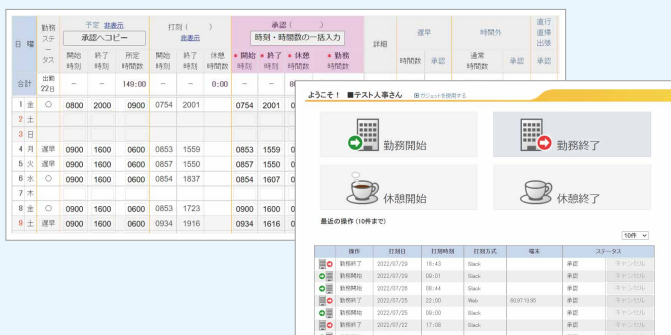 日 曜 勤務ステータス 予定 非表示 打刻（ ） 承認（ ） 遅早 時間外 直行直帰出張
承認へコピー 非表示 時刻・時間数の一括入力 詳細
開始時刻 終了時刻 所定時間数 開始時刻 終了時刻 休憩時間数 ●開始時刻 ●終了時刻 ●休憩時間数 ●勤務時間数 時間数 承認 通常時間数 承認 承認
合計 出勤22日 － － 149:00 － － 0:00 － －
1 金 ○ 0800 2000 0900 0754 2001 0754 2001
2 土
3 日
4 月 遅早 0900 1600 0600 0853 1559 0853 1559
5 火 遅早 0900 1600 0600 0857 1550 0857 1550
6 水 ○ 0900 1600 0600 0854 1837 0854 1607
7 木
8 金 ○ 0900 1600 0600 0853 1723 0900 1600
9 土 遅早 0900 1600 0600 0934 1916 0934 1616
ようこそ！ ■テスト人事さん ガジェットを使用する
勤務開始 勤務終了
休憩開始 休憩終了
最近の操作（10件まで）
10件
操作 打刻日 打刻時刻 打刻方式 端末 ステータス
勤務終了 2022/07/29 16:43 Slack 承認 キャンセル
勤務開始 2022/07/29 09:01 Slack 承認 キャンセル
勤務開始 2022/07/26 08:44 Slack 承認 キャンセル
勤務終了 2022/07/25 22:00 Web 承認 キャンセル
勤務開始 2022/07/25 09:00 Slack 承認 キャンセル
勤務終了 2022/07/22 17:08 Slack 承認 キャンセル